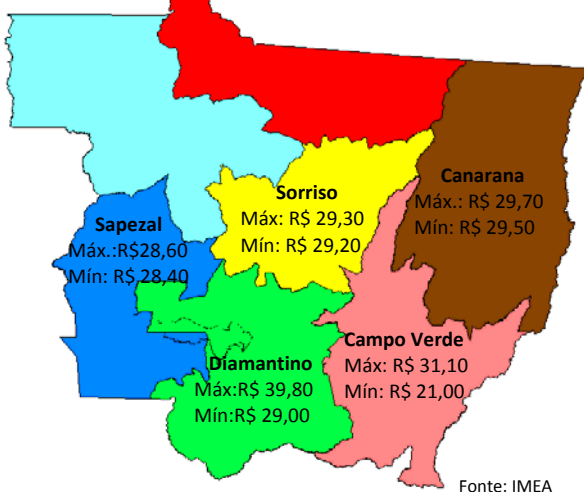 Canarana
Máx.: R$ 29,70
Mín: R$ 29,50
Sorriso
Máx: R$ 29,30
Mín: R$ 29,20
Sapezal
Máx.:R$28,60
Mín: R$ 28,40
Campo Verde
Máx: R$ 31,10
Mín: R$ 21,00
Diamantino
Máx:R$ 39,80
Mín:R$ 29,00
Fonte: IMEA